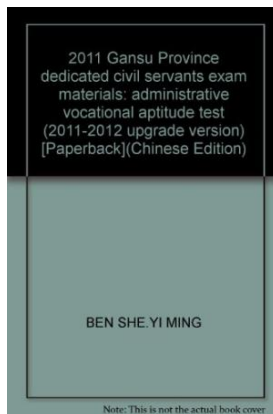 2011 Gansu Province
dedicated civil servants exam
materials: administrative
vocational aptitude test
(2011-2012 upgrade version)
[Paperback](Chinese Edition)
BEN SHE.YI MING
Note: This is not the actual book cover